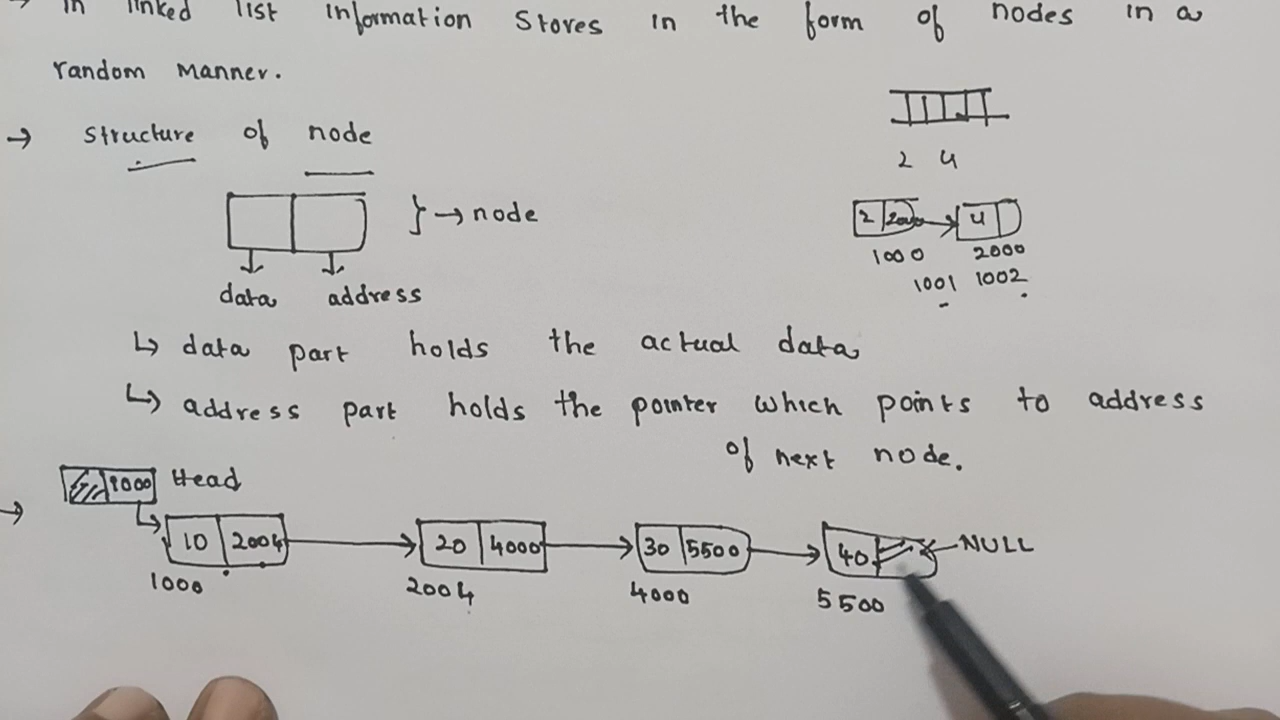 → in linked list information stores in the form of nodes in a
random manner.
→ structure of node
} → node
data address
2 4
2 2000 4
1000 2000
1001 1002
↳ data part holds the actual data
↳ address part holds the pointer which points to address
of next node.
1000 Head
→ 10 2004 20 4000 30 5500 40 NULL
1000 2004 4000 5500